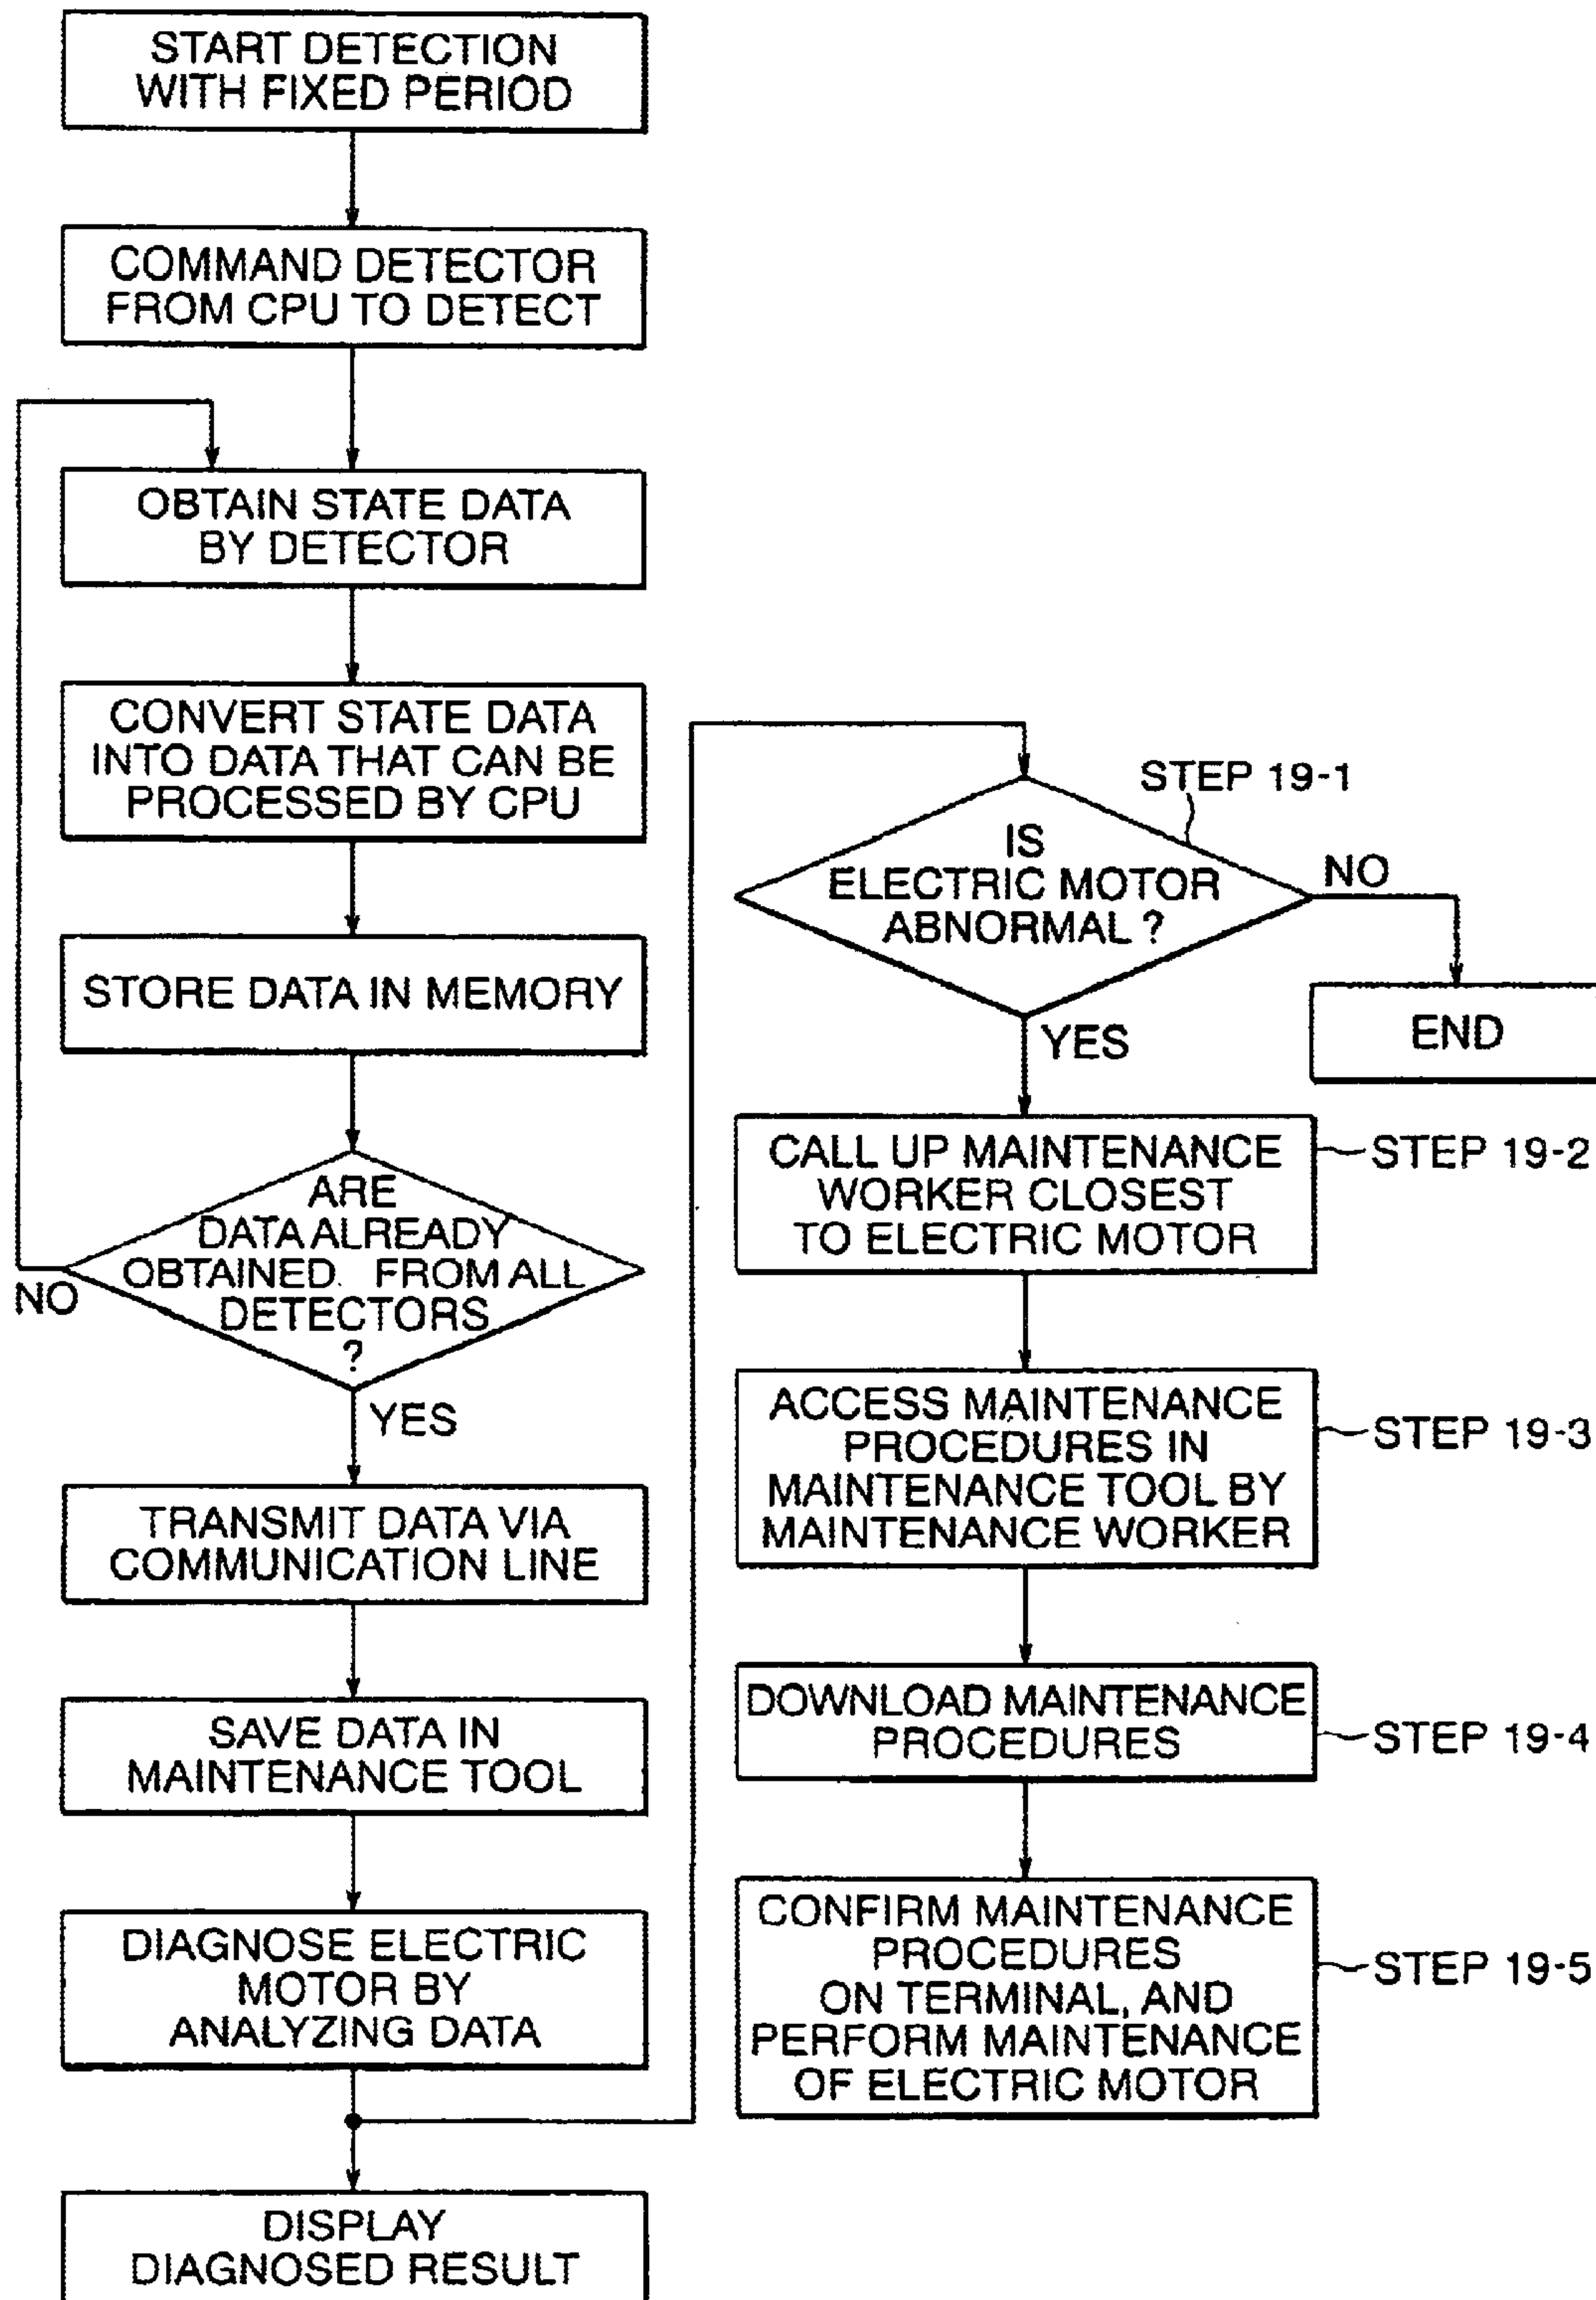 START DETECTION
WITH FIXED PERIOD
COMMAND DETECTOR
FROM CPU TO DETECT
OBTAIN STATE DATA
BY DETECTOR
CONVERT STATE DATA
INTO DATA THAT CAN BE
PROCESSED BY CPU
STORE DATA IN MEMORY
ARE
DATA ALREADY
OBTAINED FROM ALL
DETECTORS
?
NO
YES
TRANSMIT DATA VIA
COMMUNICATION LINE
SAVE DATA IN
MAINTENANCE TOOL
DIAGNOSE ELECTRIC
MOTOR BY
ANALYZING DATA
DISPLAY
DIAGNOSED RESULT
STEP 19-1
IS
ELECTRIC MOTOR
ABNORMAL ?
NO
END
YES
CALL UP MAINTENANCE
WORKER CLOSEST
TO ELECTRIC MOTOR
STEP 19-2
ACCESS MAINTENANCE
PROCEDURES IN
MAINTENANCE TOOL BY
MAINTENANCE WORKER
STEP 19-3
DOWNLOAD MAINTENANCE
PROCEDURES
STEP 19-4
CONFIRM MAINTENANCE
PROCEDURES
ON TERMINAL, AND
PERFORM MAINTENANCE
OF ELECTRIC MOTOR
STEP 19-5